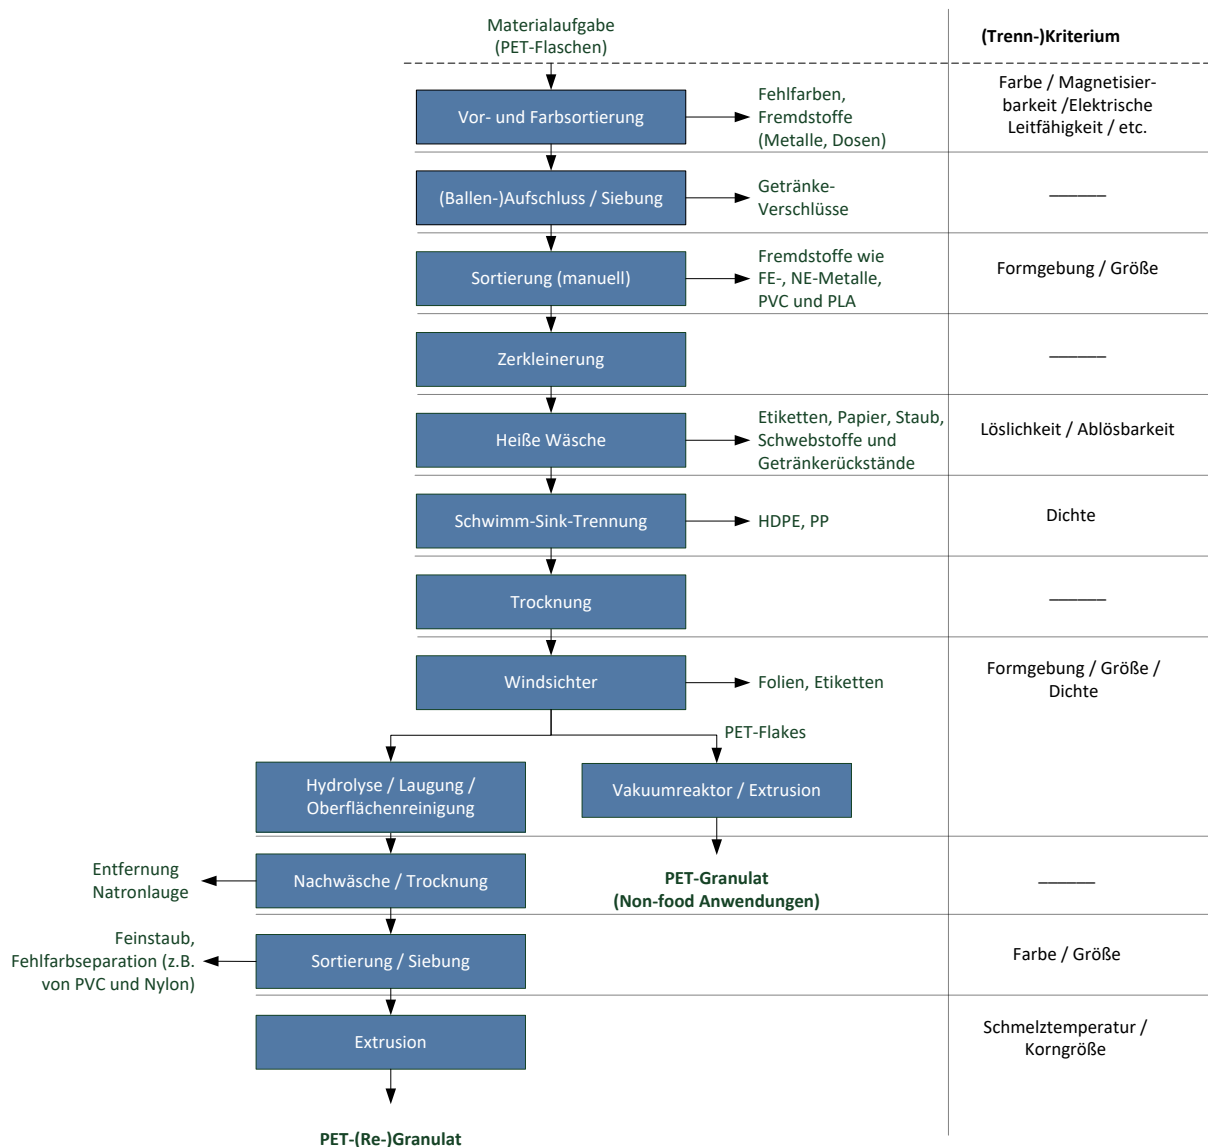 Materialaufgabe
(PET-Flaschen)
(Trenn-)Kriterium
Vor- und Farbsortierung
Fehlfarben,
Fremdstoffe
(Metalle, Dosen)
Farbe / Magnetisier-
barkeit /Elektrische
Leitfähigkeit / etc.
(Ballen-)Aufschluss / Siebung
Getränke-
Verschlüsse
Sortierung (manuell)
Fremdstoffe wie
FE-, NE-Metalle,
PVC und PLA
Formgebung / Größe
Zerkleinerung
Heiße Wäsche
Etiketten, Papier, Staub,
Schwebstoffe und
Getränkerückstände
Löslichkeit / Ablösbarkeit
Schwimm-Sink-Trennung
HDPE, PP
Dichte
Trocknung
Windsichter
Folien, Etiketten
Formgebung / Größe /
Dichte
PET-Flakes
Hydrolyse / Laugung /
Oberflächenreinigung
Vakuumreaktor / Extrusion
Entfernung
Natronlauge
Nachwäsche / Trocknung
PET-Granulat
(Non-food Anwendungen)
Feinstaub,
Fehlfarbseparation (z.B.
von PVC und Nylon)
Sortierung / Siebung
Farbe / Größe
Extrusion
Schmelztemperatur /
Korngröße
PET-(Re-)Granulat